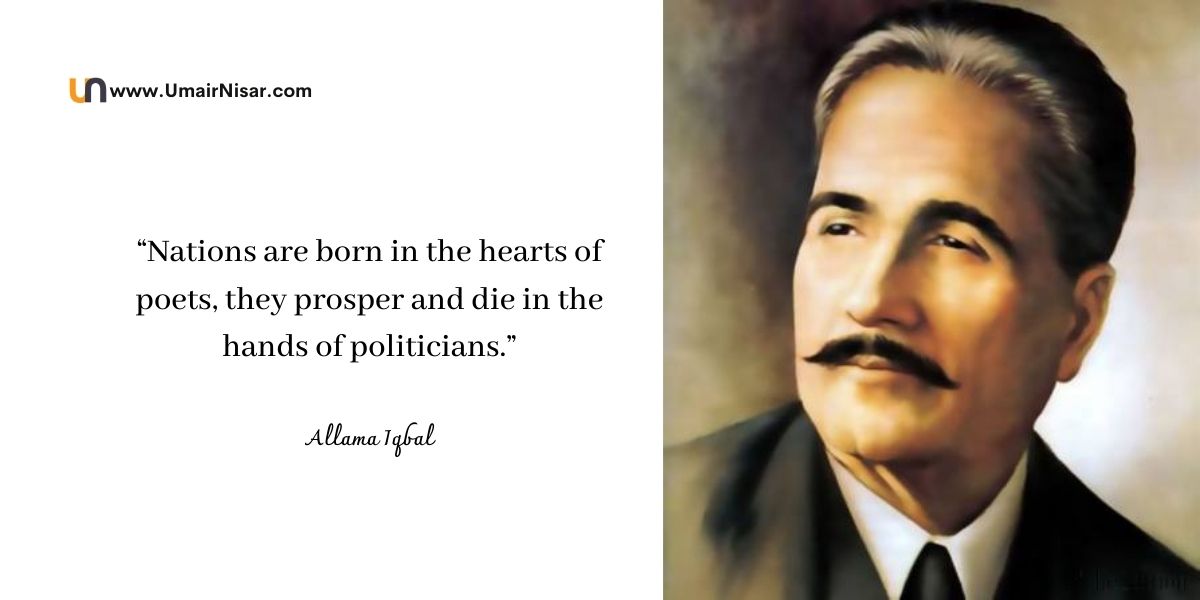 un www.UmairNisar.com
“Nations are born in the hearts of
poets, they prosper and die in the
hands of politicians.”
Allama Iqbal